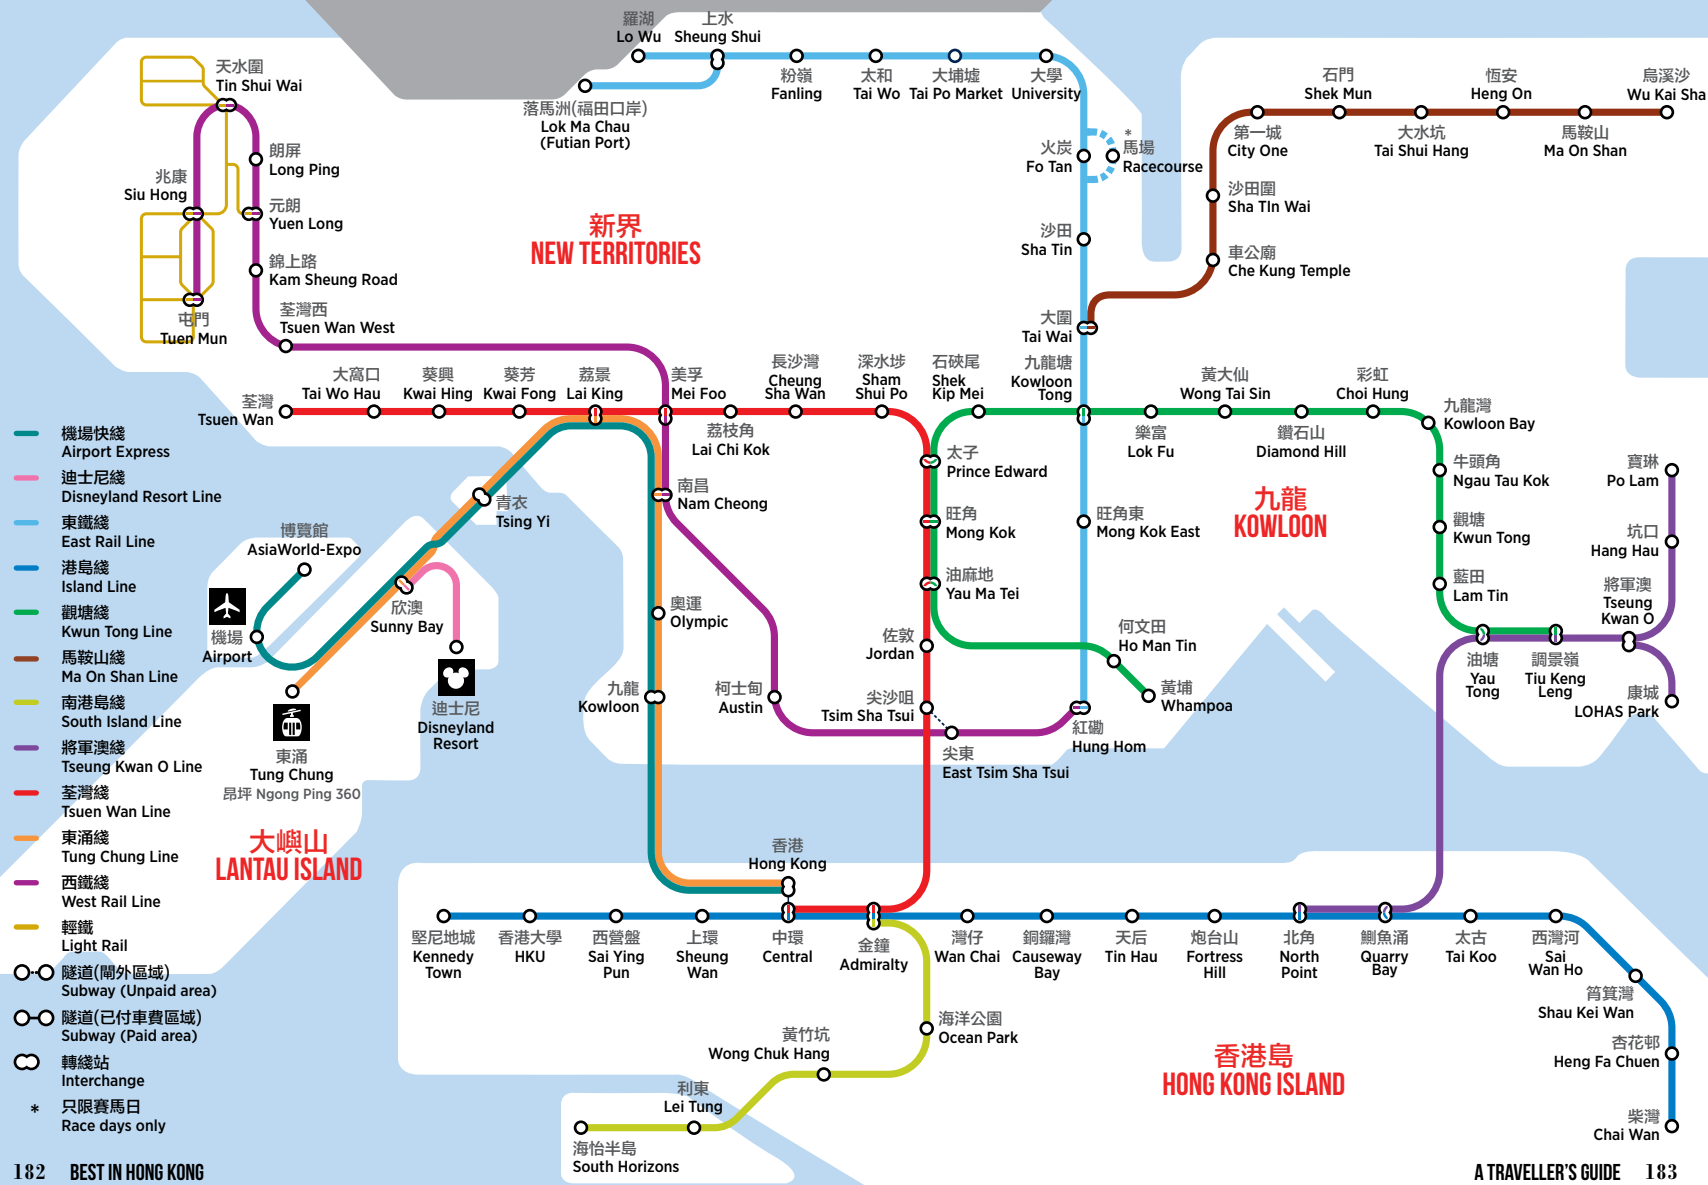 羅湖
Lo Wu
上水
Sheung Shui
粉嶺
Fanling
太和
Tai Wo
大埔墟
Tai Po Market
大學
University
落馬洲(福田口岸)
Lok Ma Chau
(Futian Port)
天水圍
Tin Shui Wai
朗屏
Long Ping
兆康
Siu Hong
元朗
Yuen Long
錦上路
Kam Sheung Road
屯門
Tuen Mun
荃灣西
Tsuen Wan West
新界
NEW TERRITORIES
火炭
Fo Tan
*
馬場
Racecourse
沙田
Sha Tin
大圍
Tai Wai
石門
Shek Mun
恆安
Heng On
烏溪沙
Wu Kai Sha
第一城
City One
大水坑
Tai Shui Hang
馬鞍山
Ma On Shan
沙田圍
Sha TIn Wai
車公廟
Che Kung Temple
荃灣
Tsuen Wan
大窩口
Tai Wo Hau
葵興
Kwai Hing
葵芳
Kwai Fong
荔景
Lai King
美孚
Mei Foo
荔枝角
Lai Chi Kok
長沙灣
Cheung
Sha Wan
深水埗
Sham
Shui Po
石硤尾
Shek
Kip Mei
九龍塘
Kowloon
Tong
樂富
Lok Fu
黃大仙
Wong Tai Sin
鑽石山
Diamond Hill
彩虹
Choi Hung
九龍灣
Kowloon Bay
牛頭角
Ngau Tau Kok
觀塘
Kwun Tong
藍田
Lam Tin
油塘
Yau
Tong
調景嶺
Tiu Keng
Leng
寶琳
Po Lam
坑口
Hang Hau
將軍澳
Tseung
Kwan O
康城
LOHAS Park
太子
Prince Edward
旺角
Mong Kok
油麻地
Yau Ma Tei
旺角東
Mong Kok East
九龍
KOWLOON
佐敦
Jordan
尖沙咀
Tsim Sha Tsui
尖東
East Tsim Sha Tsui
紅磡
Hung Hom
何文田
Ho Man Tin
黃埔
Whampoa
南昌
Nam Cheong
奧運
Olympic
九龍
Kowloon
柯士甸
Austin
青衣
Tsing Yi
博覽館
AsiaWorld-Expo
機場
Airport
欣澳
Sunny Bay
迪士尼
Disneyland
Resort
東涌
Tung Chung
昂坪 Ngong Ping 360
大嶼山
LANTAU ISLAND
香港
Hong Kong
堅尼地城
Kennedy
Town
香港大學
HKU
西營盤
Sai Ying
Pun
上環
Sheung
Wan
中環
Central
金鐘
Admiralty
灣仔
Wan Chai
銅鑼灣
Causeway
Bay
天后
Tin Hau
炮台山
Fortress
Hill
北角
North
Point
鰂魚涌
Quarry
Bay
太古
Tai Koo
西灣河
Sai
Wan Ho
筲箕灣
Shau Kei Wan
杏花邨
Heng Fa Chuen
柴灣
Chai Wan
海洋公園
Ocean Park
黃竹坑
Wong Chuk Hang
利東
Lei Tung
海怡半島
South Horizons
香港島
HONG KONG ISLAND
機場快綫
Airport Express
迪士尼綫
Disneyland Resort Line
東鐵綫
East Rail Line
港島綫
Island Line
觀塘綫
Kwun Tong Line
馬鞍山綫
Ma On Shan Line
南港島綫
South Island Line
將軍澳綫
Tseung Kwan O Line
荃灣綫
Tsuen Wan Line
東涌綫
Tung Chung Line
西鐵綫
West Rail Line
輕鐵
Light Rail
隧道(閘外區域)
Subway (Unpaid area)
隧道(已付車費區域)
Subway (Paid area)
轉綫站
Interchange
* 只限賽馬日
Race days only
182 BEST IN HONG KONG
A TRAVELLER'S GUIDE 183